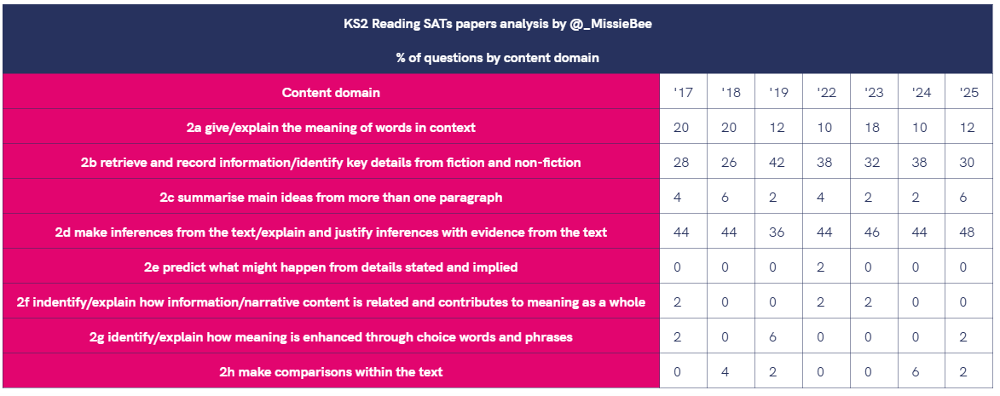 KS2 Reading SATs papers analysis by @_MissieBee
% of questions by content domain
Content domain '17 '18 '19 '22 '23 '24 '25
2a give/explain the meaning of words in context 20 20 12 10 18 10 12
2b retrieve and record information/identify key details from fiction and non-fiction 28 26 42 38 32 38 30
2c summarise main ideas from more than one paragraph 4 6 2 4 2 2 6
2d make inferences from the text/explain and justify inferences with evidence from the text 44 44 36 44 46 44 48
2e predict what might happen from details stated and implied 0 0 0 2 0 0 0
2f indentify/explain how information/narrative content is related and contributes to meaning as a whole 2 0 0 2 2 0 0
2g identify/explain how meaning is enhanced through choice words and phrases 2 0 6 0 0 0 2
2h make comparisons within the text 0 4 2 0 0 6 2